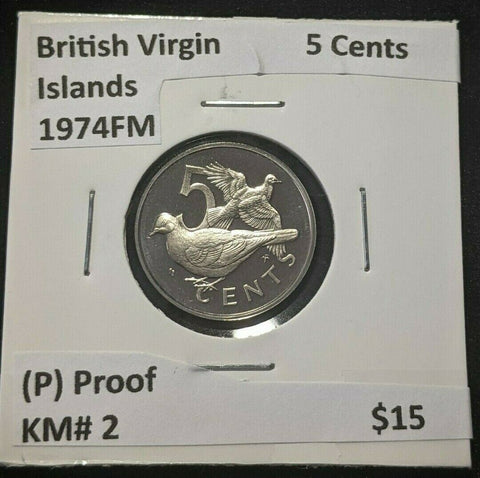 British Virgin
Islands
1974FM
5 Cents
5
CENTS
(P) Proof
KM# 2
$15